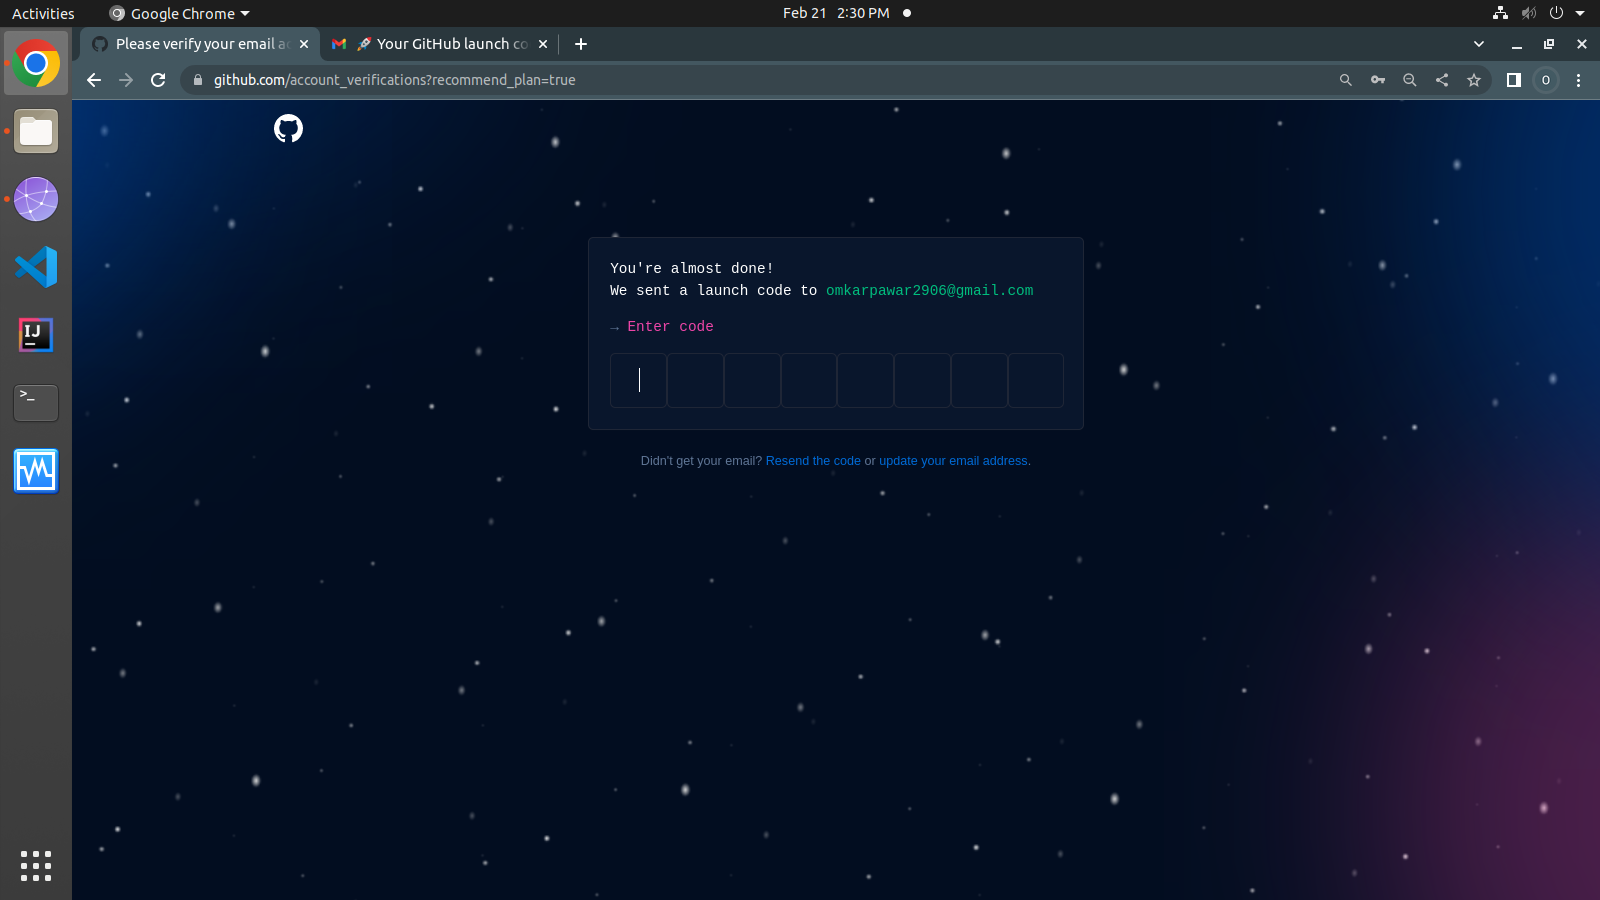 Activities
Google Chrome
Feb 21 2:30 PM
Please verify your email ad
🚀 Your GitHub launch co
github.com/account_verifications?recommend_plan=true
O
You're almost done!
We sent a launch code to omkarpawar2906@gmail.com
→ Enter code
Didn't get your email? Resend the code or update your email address.
IJ
>_